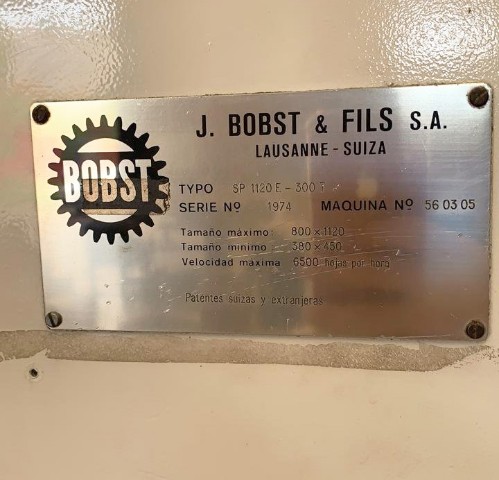 J. BOBST & FILS S.A.
LAUSANNE - SUIZA
BOBST
TYPO SP 1120 E - 300 T
SERIE Nº 1974 MAQUINA Nº 56 03 05
Tamaño máximo: 800 x 1120
Tamaño minimo: 380 x 450
Velocidad máxima 6500 hojas por hora
Patentes suizas y extranjeras